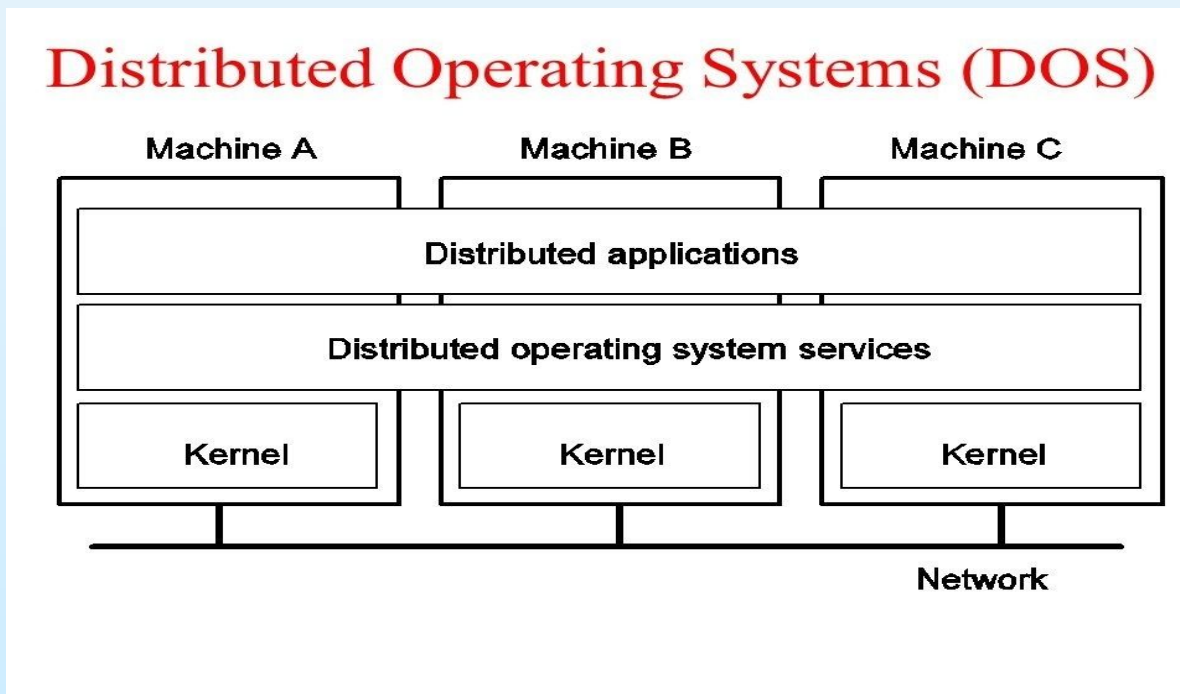 Distributed Operating Systems (DOS)
Machine A Machine B Machine C
Distributed applications
Distributed operating system services
Kernel Kernel Kernel
Network